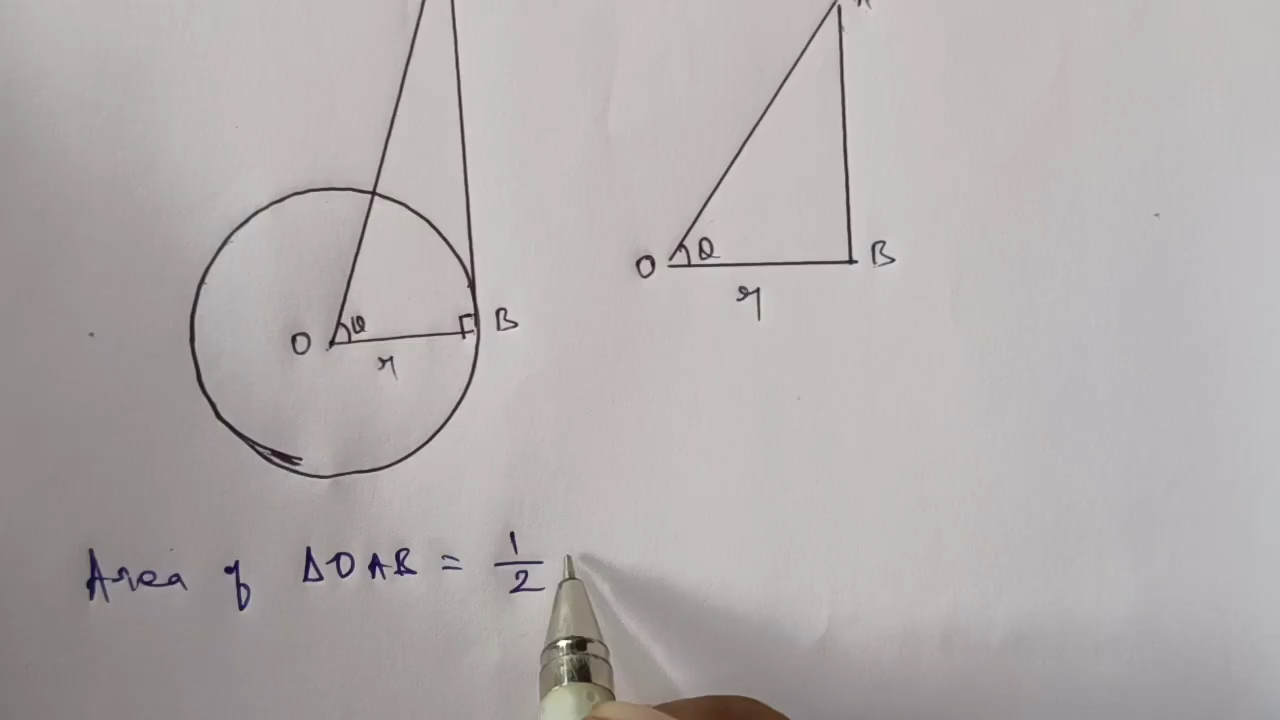 A
O θ B
r
O θ B
r
Area of ΔOAB = 1/2